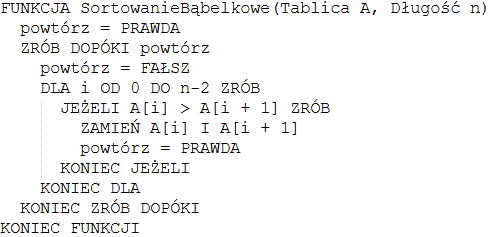 FUNKCJA SortowanieBąbelkowe(Tablica A, Długość n)
  powtórz = PRAWDA
  ZRÓB DOPÓKI powtórz
    powtórz = FAŁSZ
    DLA i OD 0 DO n-2 ZRÓB
      JEŻELI A[i] > A[i + 1] ZRÓB
        ZAMIEŃ A[i] I A[i + 1]
        powtórz = PRAWDA
      KONIEC JEŻELI
    KONIEC DLA
  KONIEC ZRÓB DOPÓKI
KONIEC FUNKCJI